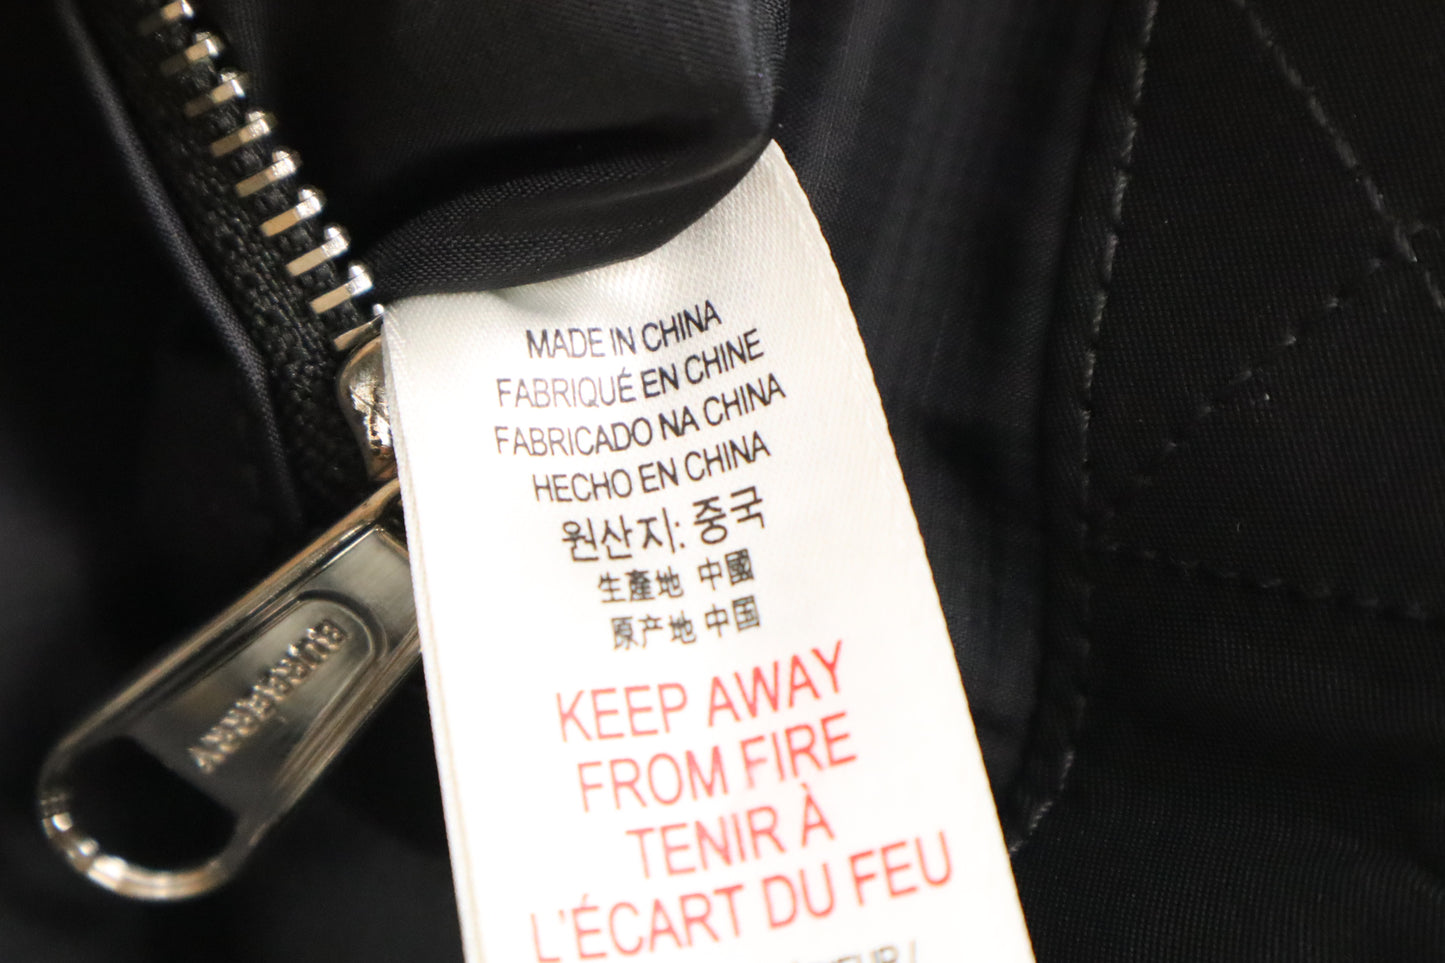 MADE IN CHINA
FABRIQUÉ EN CHINE
FABRICADO NA CHINA
HECHO EN CHINA
원산지: 중국
生產地 中國
原产地 中国
KEEP AWAY
FROM FIRE
TENIR À
L'ÉCART DU FEU
BURBERRY